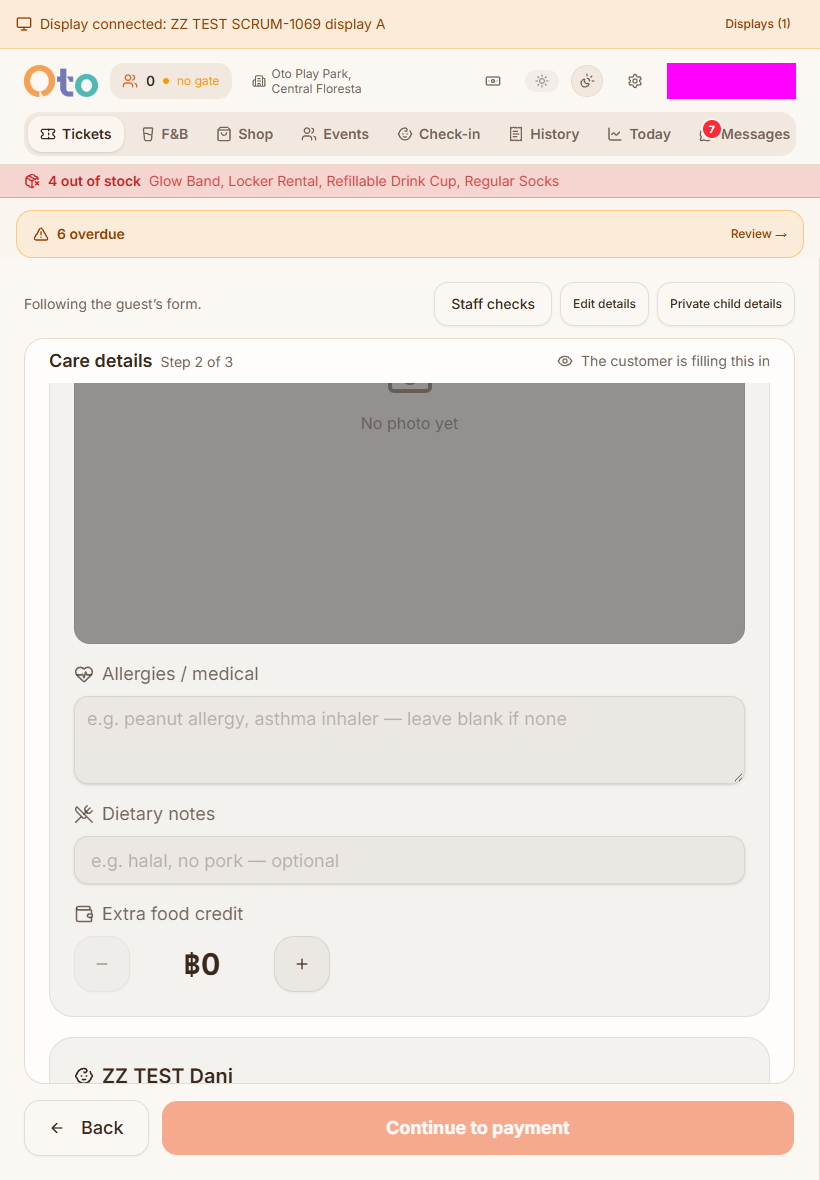 Display connected: ZZ TEST SCRUM-1069 display A
Displays (1)
Oto
0 • no gate
Oto Play Park,
Central Floresta
Tickets
F&B
Shop
Events
Check-in
History
Today
7
Messages
4 out of stock Glow Band, Locker Rental, Refillable Drink Cup, Regular Socks
6 overdue
Review →
Following the guest's form.
Staff checks
Edit details
Private child details
Care details Step 2 of 3
The customer is filling this in
No photo yet
Allergies / medical
e.g. peanut allergy, asthma inhaler — leave blank if none
Dietary notes
e.g. halal, no pork — optional
Extra food credit
−
฿0
+
ZZ TEST Dani
← Back
Continue to payment